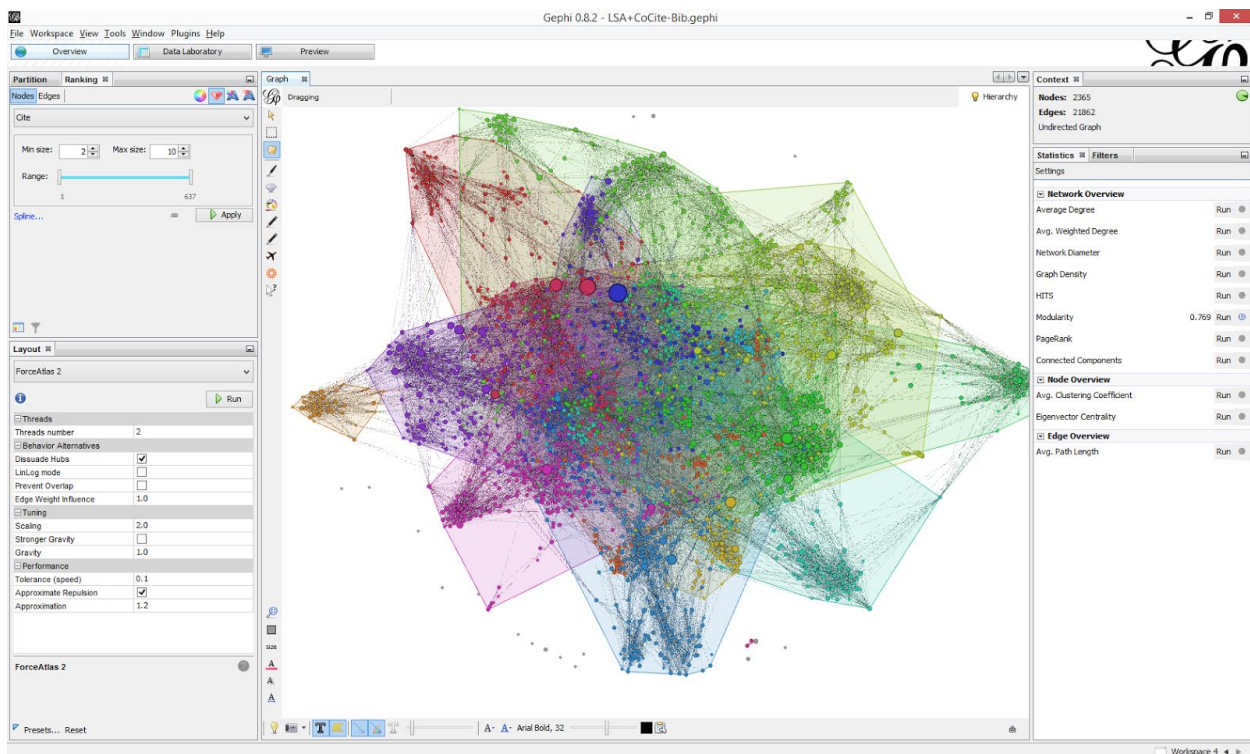 Gephi 0.8.2 - LSA+CoCite-Bib.gephi
File Workspace View Tools Window Plugins Help
Overview Data Laboratory Preview
Partition Ranking
Nodes Edges
Cite
Min size: 2 Max size: 10
Range:
1 637
Spline... Apply
Layout
ForceAtlas 2
Run
Threads
Threads number 2
Behavior Alternatives
Dissuade Hubs
LinLog mode
Prevent Overlap
Edge Weight Influence 1.0
Tuning
Scaling 2.0
Stronger Gravity
Gravity 1.0
Performance
Tolerance (speed) 0.1
Approximate Repulsion
Approximation 1.2
ForceAtlas 2
Presets... Reset
Graph
Dragging
Hierarchy
size
A
A
A
T T A- A- Arial Bold, 32
Context
Nodes: 2365
Edges: 21862
Undirected Graph
Statistics Filters
Settings
Network Overview
Average Degree Run
Avg. Weighted Degree Run
Network Diameter Run
Graph Density Run
HITS Run
Modularity 0.769 Run
PageRank Run
Connected Components Run
Node Overview
Avg. Clustering Coefficient Run
Eigenvector Centrality Run
Edge Overview
Avg. Path Length Run
Workspace 4